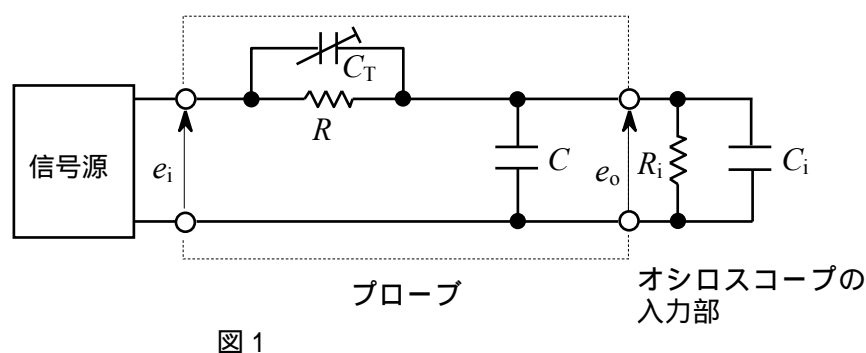 C_T
R
信号源
e_i
C
e_o
R_i
C_i
プローブ
オシロスコープの
入力部
図 1